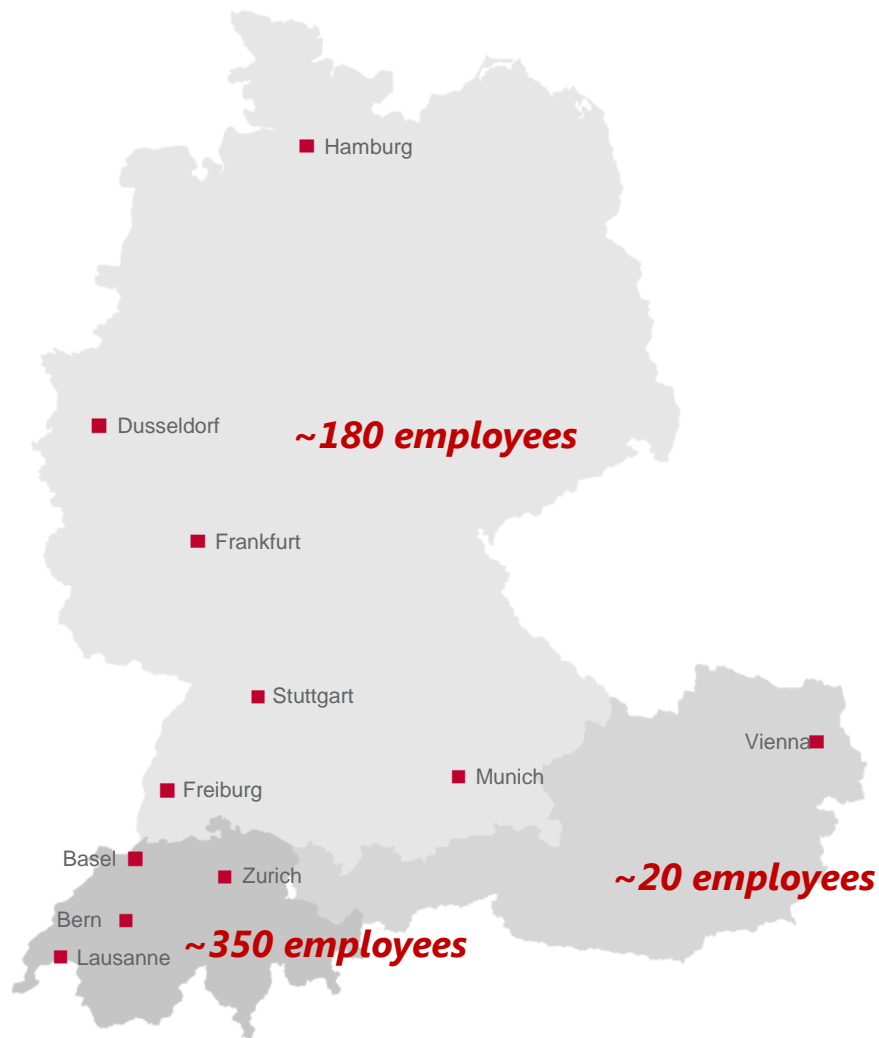 Hamburg
Dusseldorf
~180 employees
Frankfurt
Stuttgart
Vienna
Munich
Freiburg
Basel
Zurich
~20 employees
Bern
~350 employees
Lausanne